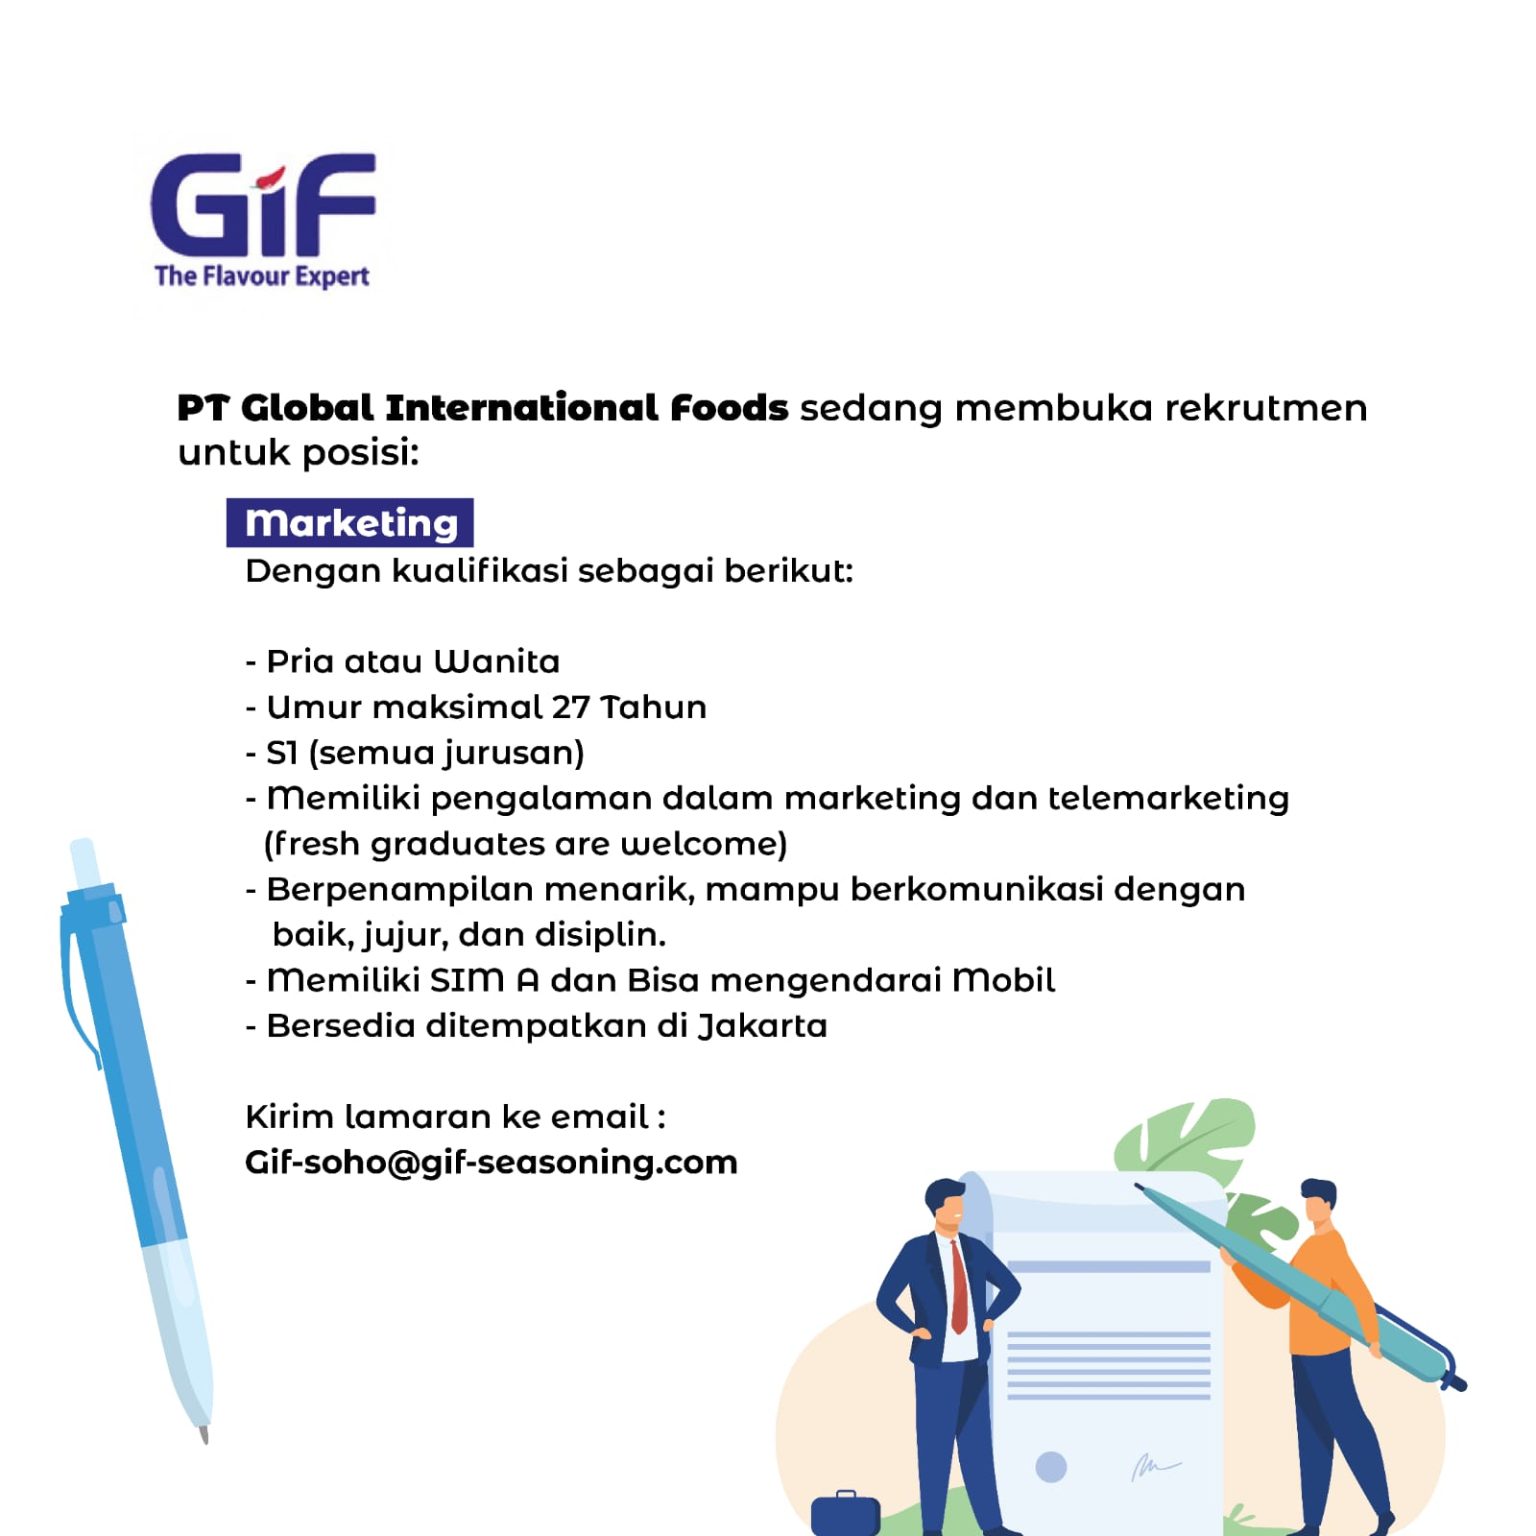 GiF
The Flavour Expert
PT Global International Foods sedang membuka rekrutmen
untuk posisi:
Marketing
Dengan kualifikasi sebagai berikut:
- Pria atau Wanita
- Umur maksimal 27 Tahun
- S1 (semua jurusan)
- Memiliki pengalaman dalam marketing dan telemarketing
(fresh graduates are welcome)
- Berpenampilan menarik, mampu berkomunikasi dengan
baik, jujur, dan disiplin.
- Memiliki SIM A dan Bisa mengendarai Mobil
- Bersedia ditempatkan di Jakarta
Kirim lamaran ke email :
Gif-soho@gif-seasoning.com